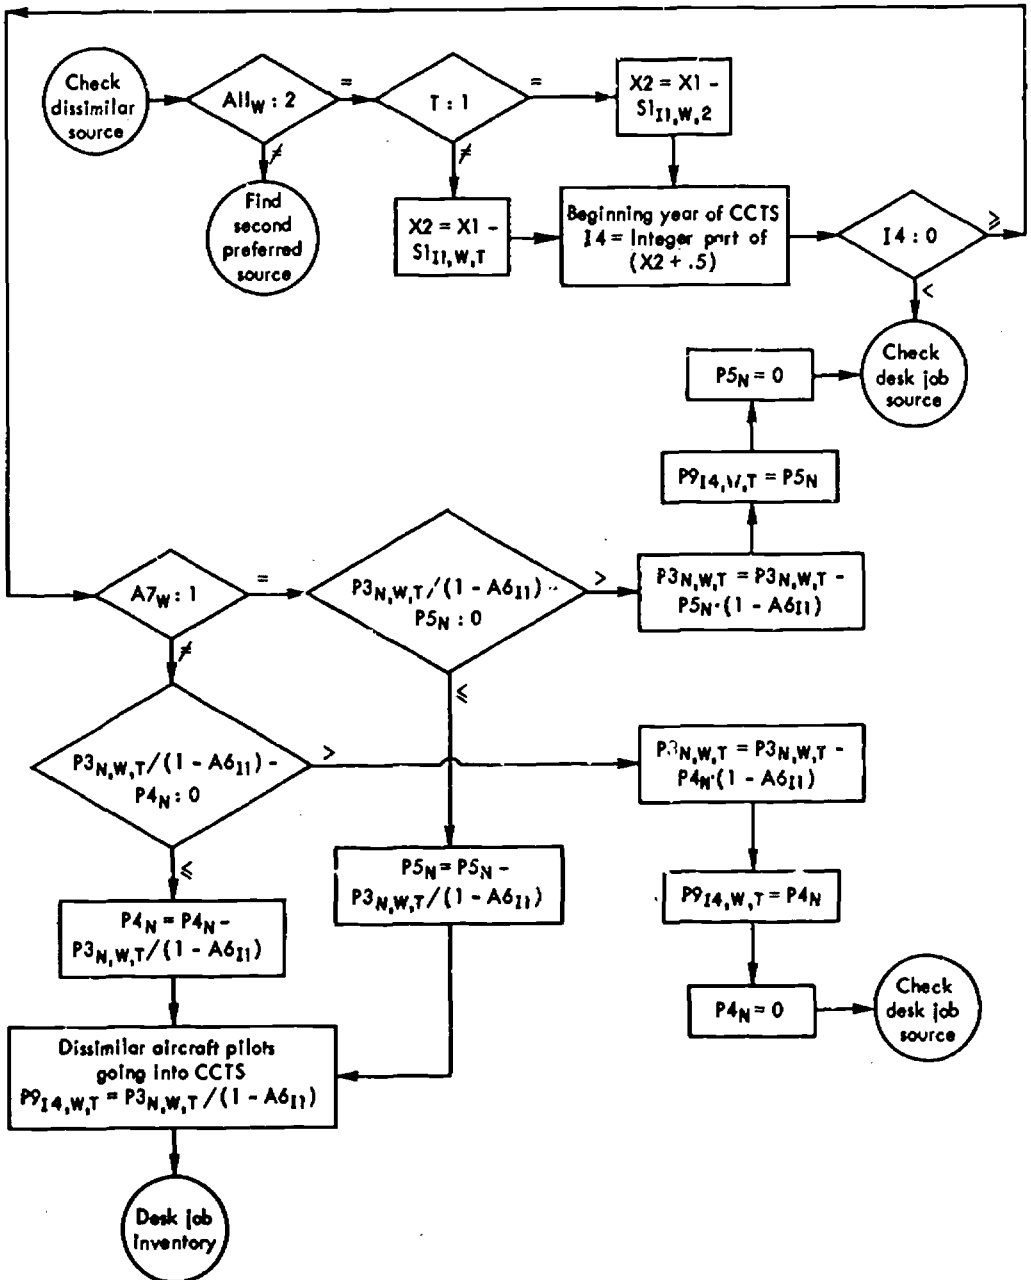 Check
dissimilar
source
A11W : 2
=
T : 1
=
X2 = X1 -
S1I1,W,2
≠
≠
Find
second
preferred
source
X2 = X1 -
S1I1,W,T
Beginning year of CCTS
I4 = Integer part of
(X2 + .5)
I4 : 0
≥
<
Check
desk job
source
P5N = 0
P9I4,W,T = P5N
A7W : 1
=
P3N,W,T/(1 - A6I1) -
P5N : 0
>
P3N,W,T = P3N,W,T -
P5N·(1 - A6I1)
≠
≤
P3N,W,T/(1 - A6I1) -
P4N : 0
>
P3N,W,T = P3N,W,T -
P4N·(1 - A6I1)
≤
P4N = P4N -
P3N,W,T/(1 - A6I1)
P5N = P5N -
P3N,W,T/(1 - A6I1)
P9I4,W,T = P4N
P4N = 0
Check
desk job
source
Dissimilar aircraft pilots
going into CCTS
P9I4,W,T = P3N,W,T/(1 - A6I1)
Desk job
inventory